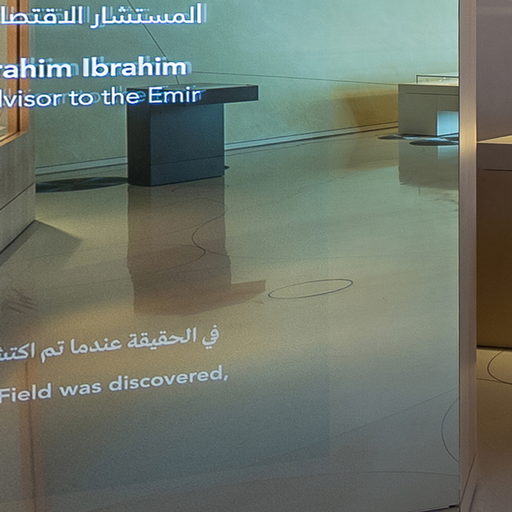 المستشار الاقتصا
rahim Ibrahim
dvisor to the Emir
في الحقيقة عندما تم اكتش
Field was discovered,